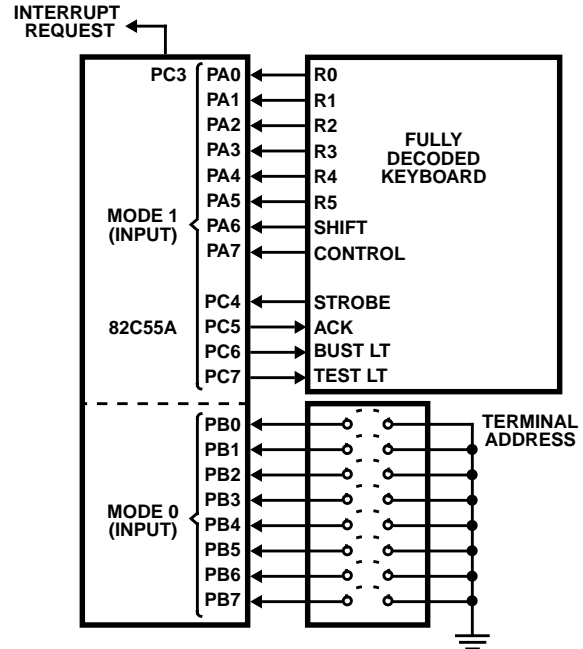 INTERRUPT
REQUEST
PC3 PA0 R0
PA1 R1
PA2 R2
PA3 R3
PA4 R4
PA5 R5
PA6 SHIFT
PA7 CONTROL
FULLY
DECODED
KEYBOARD
MODE 1
(INPUT)
PC4 STROBE
82C55A PC5 ACK
PC6 BUST LT
PC7 TEST LT
PB0
PB1
PB2
PB3
PB4
PB5
PB6
PB7
MODE 0
(INPUT)
TERMINAL
ADDRESS